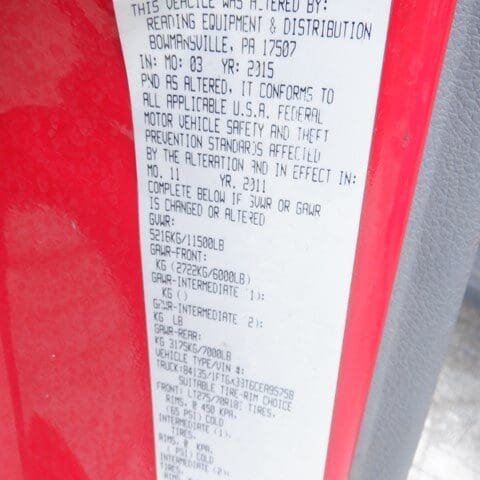 THIS VEHICLE WAS ALTERED BY:
READING EQUIPMENT & DISTRIBUTION
BOWMANSVILLE, PA 17507
IN: MO: 03 YR: 2015
AND AS ALTERED, IT CONFORMS TO
ALL APPLICABLE U.S.A. FEDERAL
MOTOR VEHICLE SAFETY AND THEFT
PREVENTION STANDARDS AFFECTED
BY THE ALTERATION AND IN EFFECT IN:
MO. 11 YR. 2011
COMPLETE BELOW IF GVWR OR GAWR
IS CHANGED OR ALTERED
GVWR:
5216KG/11500LB
GAWR-FRONT:
KG (2722KG/6000LB)
GAWR-INTERMEDIATE 1):
KG ()
GAWR-INTERMEDIATE 2):
KG LB
GAWR-REAR:
KG 3175KG/7000LB
VEHICLE TYPE/VIN #:
SUITABLE TIRE-RIM CHOICE
FRONT: TIRES,
RIMS, @ 450 KPA,
(65 PSI) COLD
INTERMEDIATE (1),
TIRES,
RIMS, @ KPA,
( PSI) COLD
INTERMEDIATE (2):
TIRES,